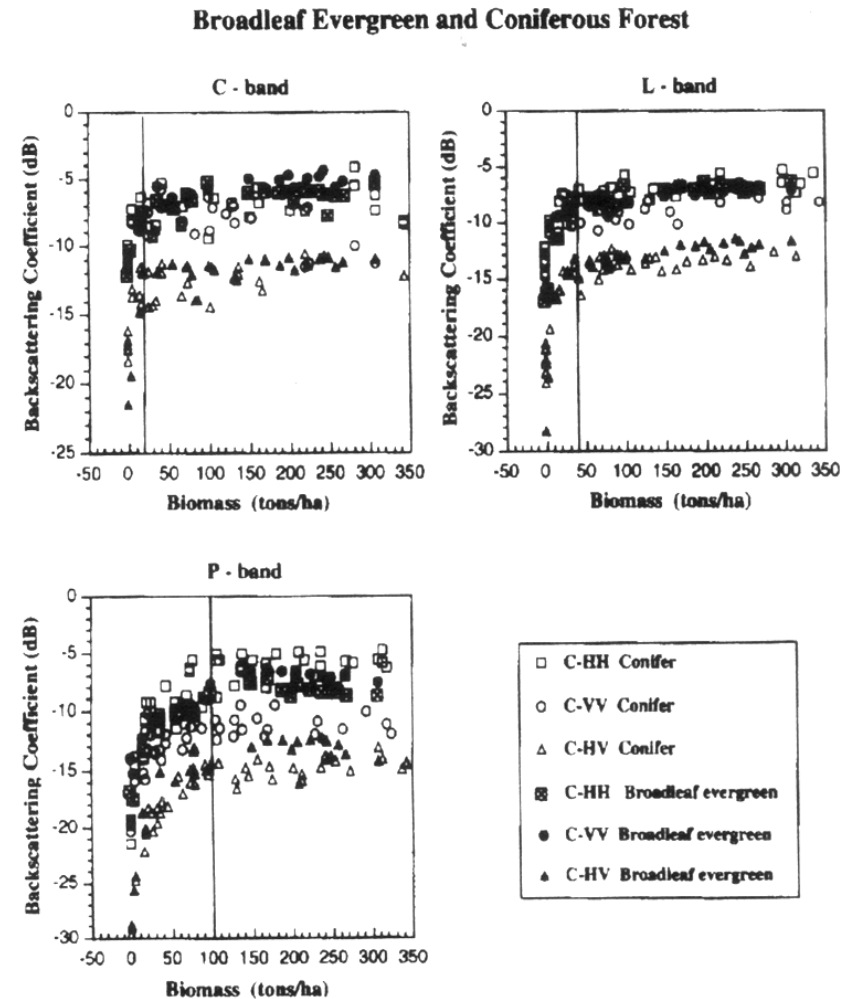 Broadleaf Evergreen and Coniferous Forest
C - band
L - band
0
-5
-10
-15
-20
-25
Backscattering Coefficient (dB)
-50 0 50 100 150 200 250 300 350
Biomass (tons/ha)
0
-5
-10
-15
-20
-25
-30
Backscattering Coefficient (dB)
-50 0 50 100 150 200 250 300 350
Biomass (tons/ha)
P - band
0
-5
-10
-15
-20
-25
-30
Backscattering Coefficient (dB)
-50 0 50 100 150 200 250 300 350
Biomass (tons/ha)
C-HH Conifer
C-VV Conifer
C-HV Conifer
C-HH Broadleaf evergreen
C-VV Broadleaf evergreen
C-HV Broadleaf evergreen